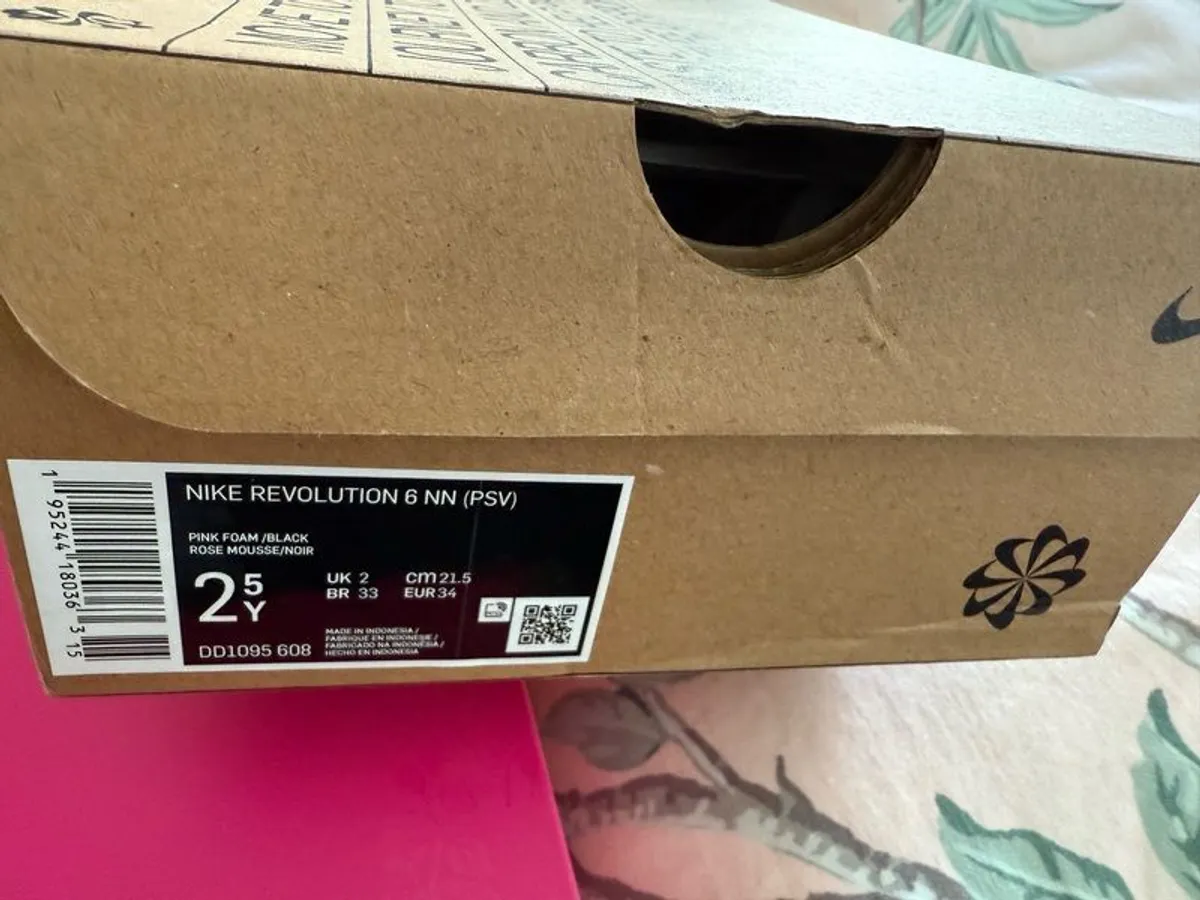 NIKE REVOLUTION 6 NN (PSV)
PINK FOAM /BLACK
ROSE MOUSSE/NOIR
2 5 Y
UK 2 cm 21.5
BR 33 EUR 34
DD1095 608
MADE IN INDONESIA /
FABRIQUE EN INDONESIE /
FABRICADO NA INDONÉSIA /
HECHO EN INDONESIA
1 95244 18036 3 15